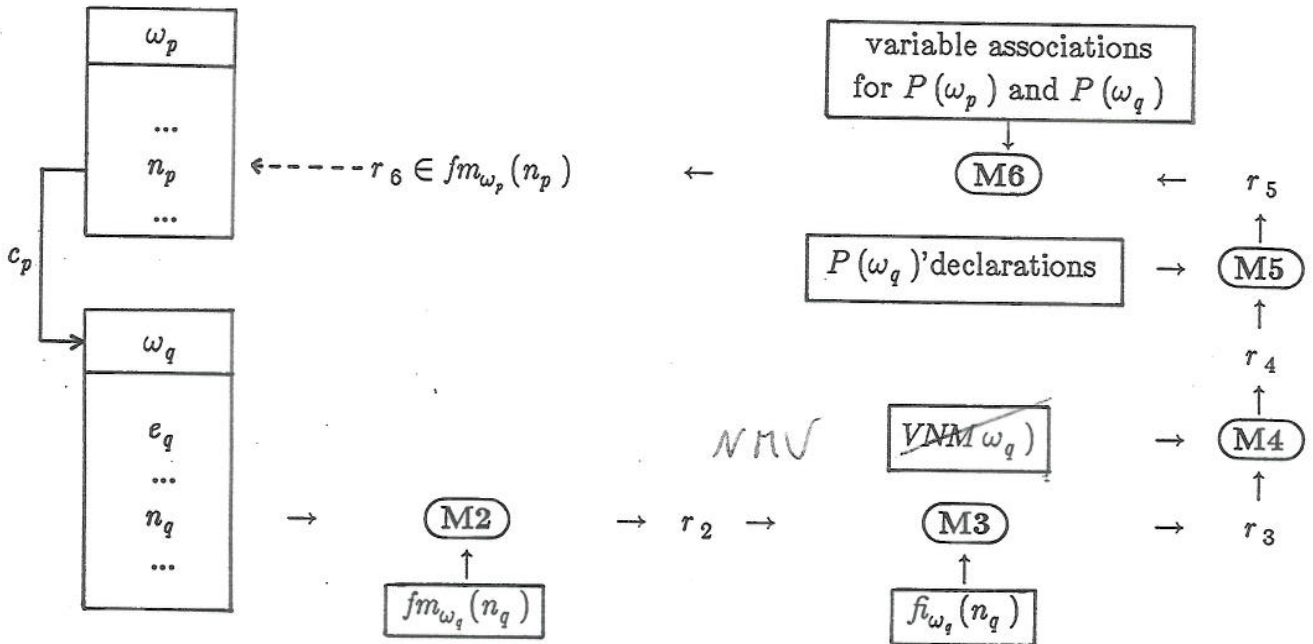 ω_p
...
n_p
...
c_p
variable associations
for P(ω_p) and P(ω_q)
r_6 ∈ fm_{ω_p}(n_p)
M6
r_5
P(ω_q)'declarations
M5
r_4
ω_q
e_q
...
n_q
...
NMV
VNM ω_q)
M4
M2
r_2
M3
r_3
fm_{ω_q}(n_q)
fi_{ω_q}(n_q)